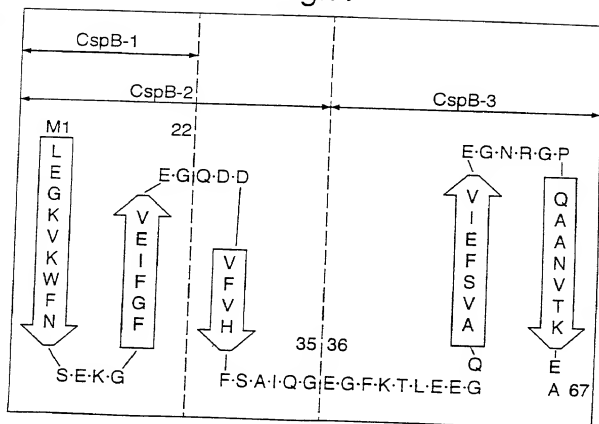 CspB-1
CspB-2
CspB-3
M1
L
E
G
K
V
K
W
F
N
S·E·K·G
V
E
I
F
G
F
22
E·G·Q·D·D
V
F
V
H
F·S·A·I·Q·G·E·G·F·K·T·L·E·E·G
35 36
Q
V
I
E
F
S
V
A
E·G·N·R·G·P
Q
A
A
N
V
T
K
E
A 67